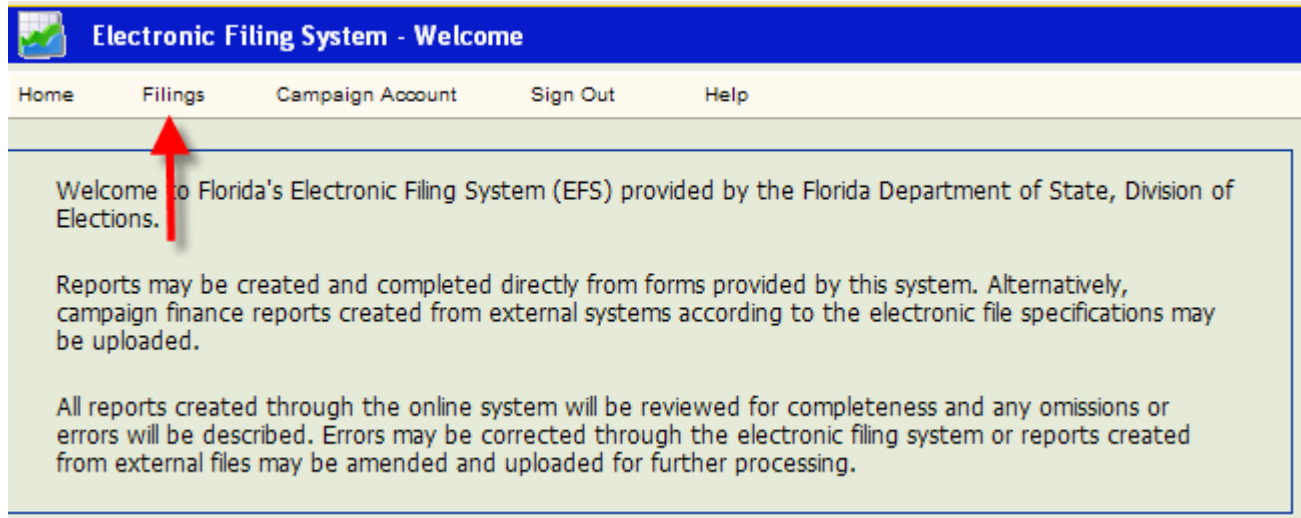 Electronic Filing System - Welcome
Home Filings Campaign Account Sign Out Help
Welcome to Florida's Electronic Filing System (EFS) provided by the Florida Department of State, Division of
Elections.
Reports may be created and completed directly from forms provided by this system. Alternatively,
campaign finance reports created from external systems according to the electronic file specifications may
be uploaded.
All reports created through the online system will be reviewed for completeness and any omissions or
errors will be described. Errors may be corrected through the electronic filing system or reports created
from external files may be amended and uploaded for further processing.